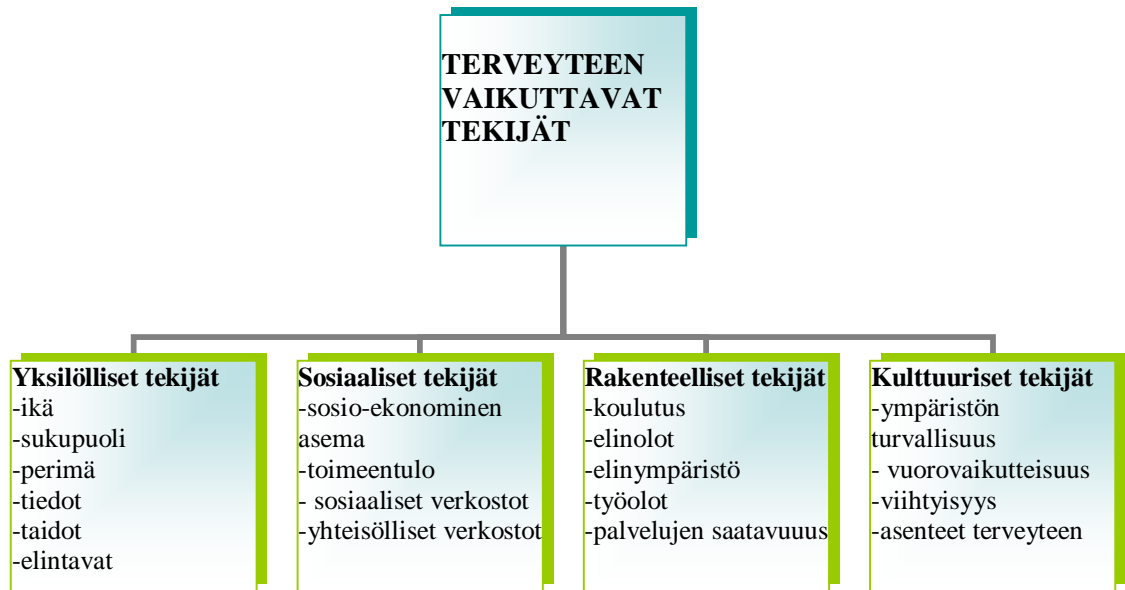 TERVEYTEEN
VAIKUTTAVAT
TEKIJÄT
Yksilölliset tekijät
-ikä
-sukupuoli
-perimä
-tiedot
-taidot
-elintavat
Sosiaaliset tekijät
-sosio-ekonominen
asema
-toimeentulo
- sosiaaliset verkostot
-yhteisölliset verkostot
Rakenteelliset tekijät
-koulutus
-elinolot
-elinympäristö
-työolot
-palvelujen saatavuuus
Kulttuuriset tekijät
-ympäristön
turvallisuus
- vuorovaikutteisuus
-viihtyisyys
-asenteet terveyteen